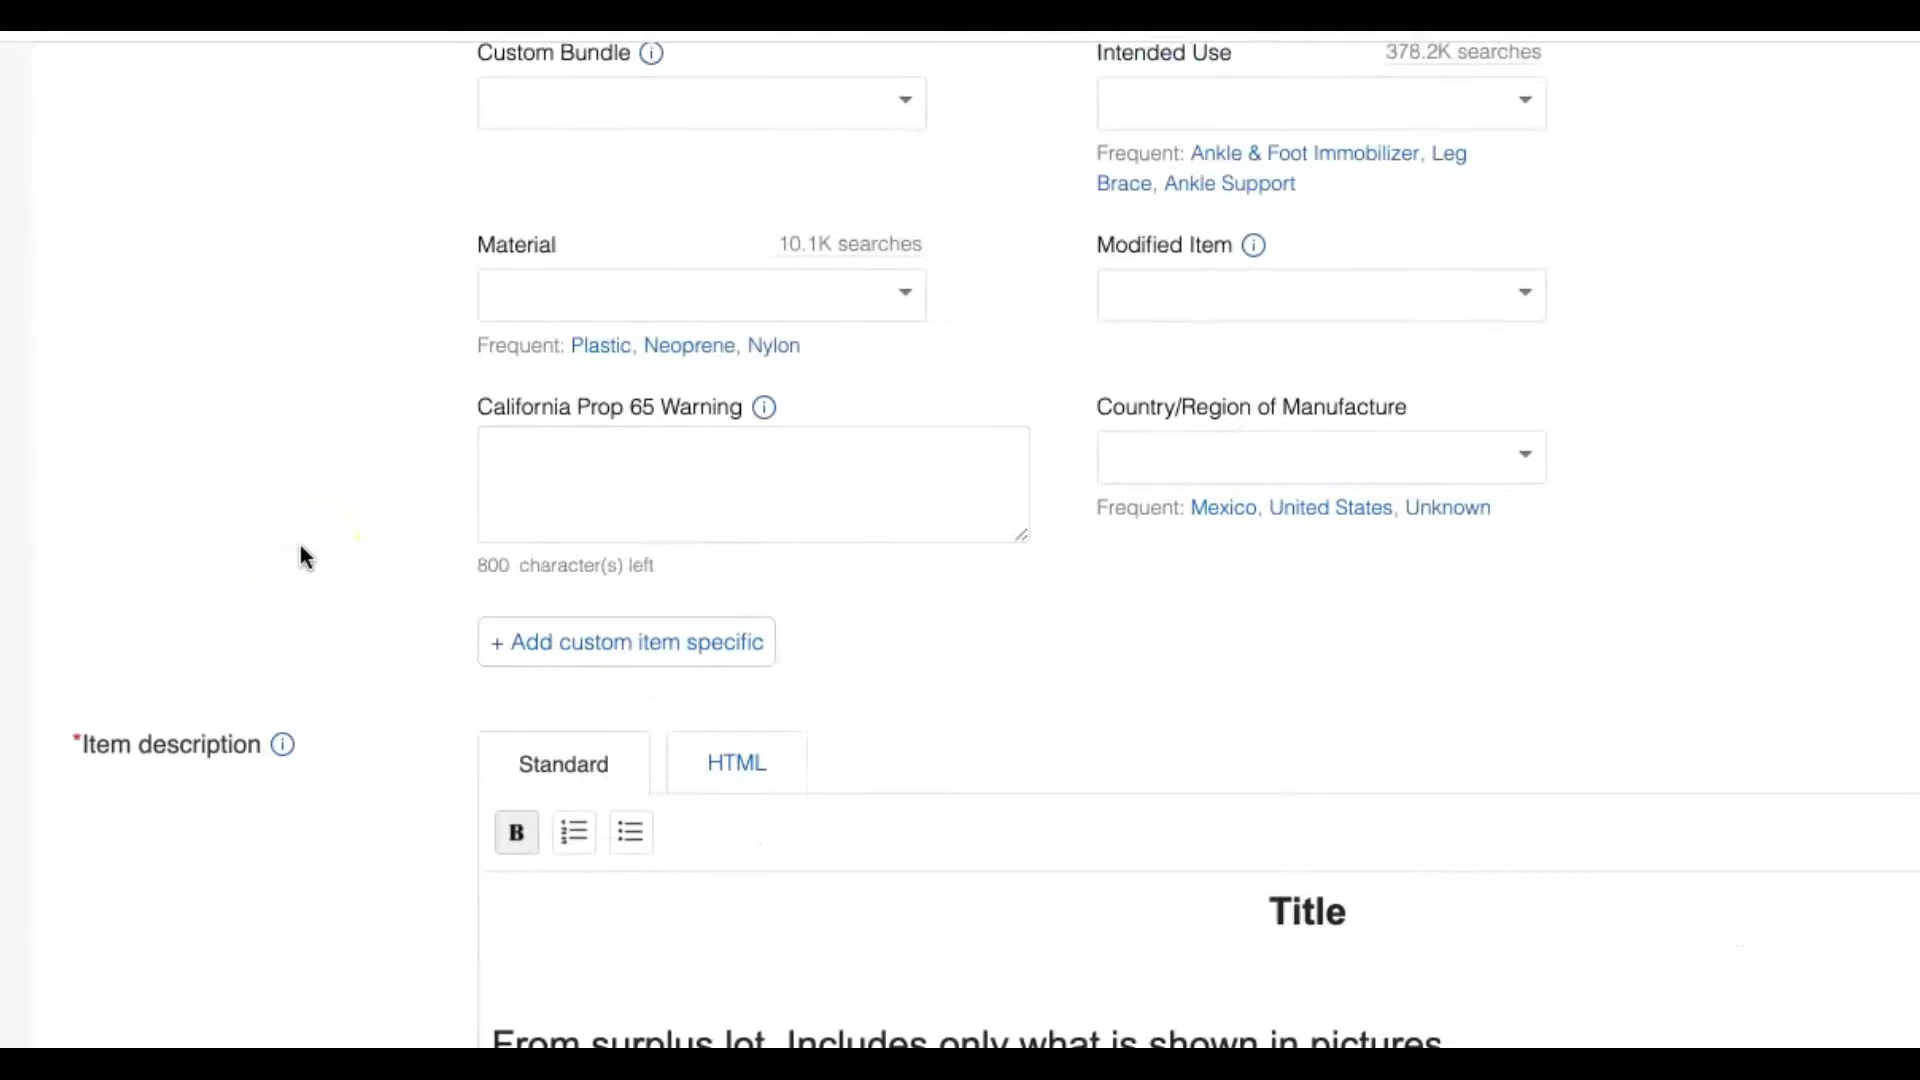 Custom Bundle
Intended Use 378.2K searches
Frequent: Ankle & Foot Immobilizer, Leg
Brace, Ankle Support
Material 10.1K searches
Modified Item
Frequent: Plastic, Neoprene, Nylon
California Prop 65 Warning
Country/Region of Manufacture
Frequent: Mexico, United States, Unknown
800 character(s) left
+ Add custom item specific
*Item description
Standard HTML
B
Title
From surplus lot. Includes only what is shown in pictures